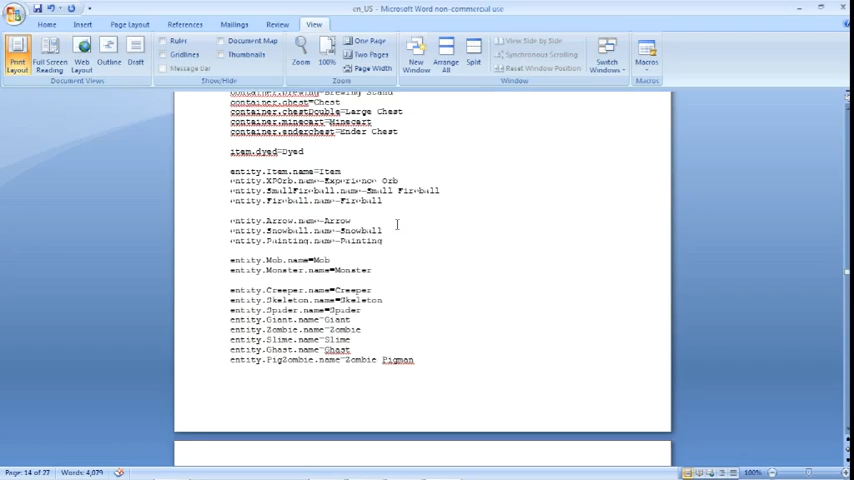 en_US - Microsoft Word non-commercial use
Home Insert Page Layout References Mailings Review View
Print Layout Full Screen Reading Web Layout Outline Draft
Document Views
Ruler
Gridlines
Message Bar
Document Map
Thumbnails
Show/Hide
Zoom
100%
One Page
Two Pages
Page Width
Zoom
New Window Arrange All Split
View Side by Side
Synchronous Scrolling
Reset Window Position
Switch Windows
Window
Macros
Macros
container.brewing=Brewing Stand
container.chest=Chest
container.chestDouble=Large Chest
container.minecart=Minecart
container.enderchest=Ender Chest
item.dyed=Dyed
entity.Item.name=Item
entity.XPOrb.name=Experience Orb
entity.SmallFireball.name=Small Fireball
entity.Fireball.name=Fireball
entity.Arrow.name=Arrow
entity.Snowball.name=Snowball
entity.Painting.name=Painting
entity.Mob.name=Mob
entity.Monster.name=Monster
entity.Creeper.name=Creeper
entity.Skeleton.name=Skeleton
entity.Spider.name=Spider
entity.Giant.name=Giant
entity.Zombie.name=Zombie
entity.Slime.name=Slime
entity.Ghast.name=Ghast
entity.PigZombie.name=Zombie Pigman
Page: 14 of 27 Words: 4,079 100%